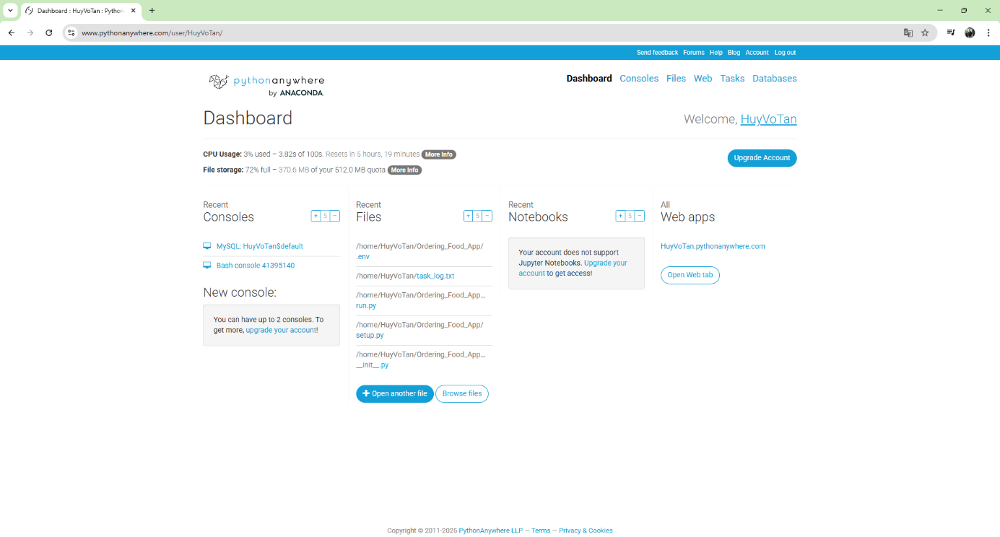 Dashboard : HuyVoTan : Python
www.pythonanywhere.com/user/HuyVoTan/
Send feedback Forums Help Blog Account Log out
pythonanywhere
by ANACONDA.
Dashboard Consoles Files Web Tasks Databases
Dashboard
Welcome, HuyVoTan
CPU Usage: 3% used – 3.82s of 100s. Resets in 5 hours, 19 minutes More Info
File storage: 72% full – 370.6 MB of your 512.0 MB quota More Info
Upgrade Account
Recent
Consoles
+ 5 −
MySQL: HuyVoTan$default
Bash console 41395140
New console:
You can have up to 2 consoles. To
get more, upgrade your account!
Recent
Files
+ 5 −
/home/HuyVoTan/Ordering_Food_App/
.env
/home/HuyVoTan/task_log.txt
/home/HuyVoTan/Ordering_Food_App...
run.py
/home/HuyVoTan/Ordering_Food_App/
setup.py
/home/HuyVoTan/Ordering_Food_App...
__init__.py
+ Open another file
Browse files
Recent
Notebooks
+ 5 −
Your account does not support
Jupyter Notebooks. Upgrade your
account to get access!
All
Web apps
HuyVoTan.pythonanywhere.com
Open Web tab
Copyright © 2011-2025 PythonAnywhere LLP — Terms — Privacy & Cookies